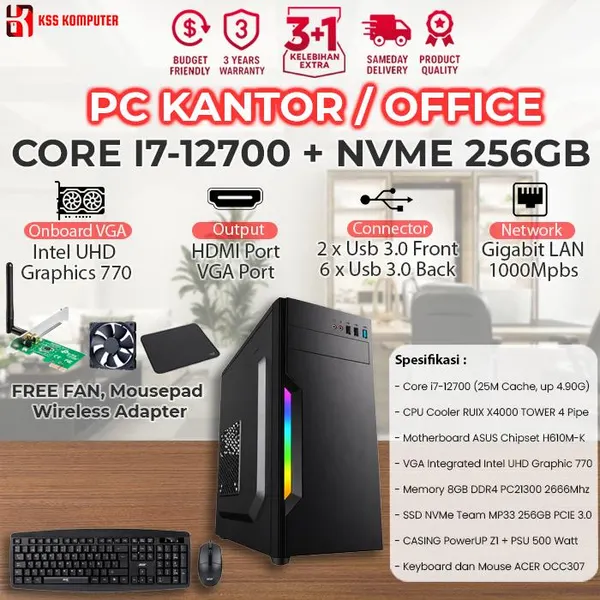 KSS KOMPUTER
BUDGET
FRIENDLY
3
3 YEARS
WARRANTY
3+1
KELEBIHAN
EXTRA
SAMEDAY
DELIVERY
PRODUCT
QUALITY
PC KANTOR / OFFICE
CORE I7-12700 + NVME 256GB
Onboard VGA
Intel UHD
Graphics 770
Output
HDMI Port
VGA Port
Connector
2 x Usb 3.0 Front
6 x Usb 3.0 Back
Network
Gigabit LAN
1000Mpbs
FREE FAN, Mousepad
Wireless Adapter
Spesifikasi :
- Core i7-12700 (25M Cache, up 4.90G)
- CPU Cooler RUIX X4000 TOWER 4 Pipe
- Motherboard ASUS Chipset H610M-K
- VGA Integrated Intel UHD Graphic 770
- Memory 8GB DDR4 PC21300 2666Mhz
- SSD NVMe Team MP33 256GB PCIE 3.0
- CASING PowerUP Z1 + PSU 500 Watt
- Keyboard dan Mouse ACER OCC307